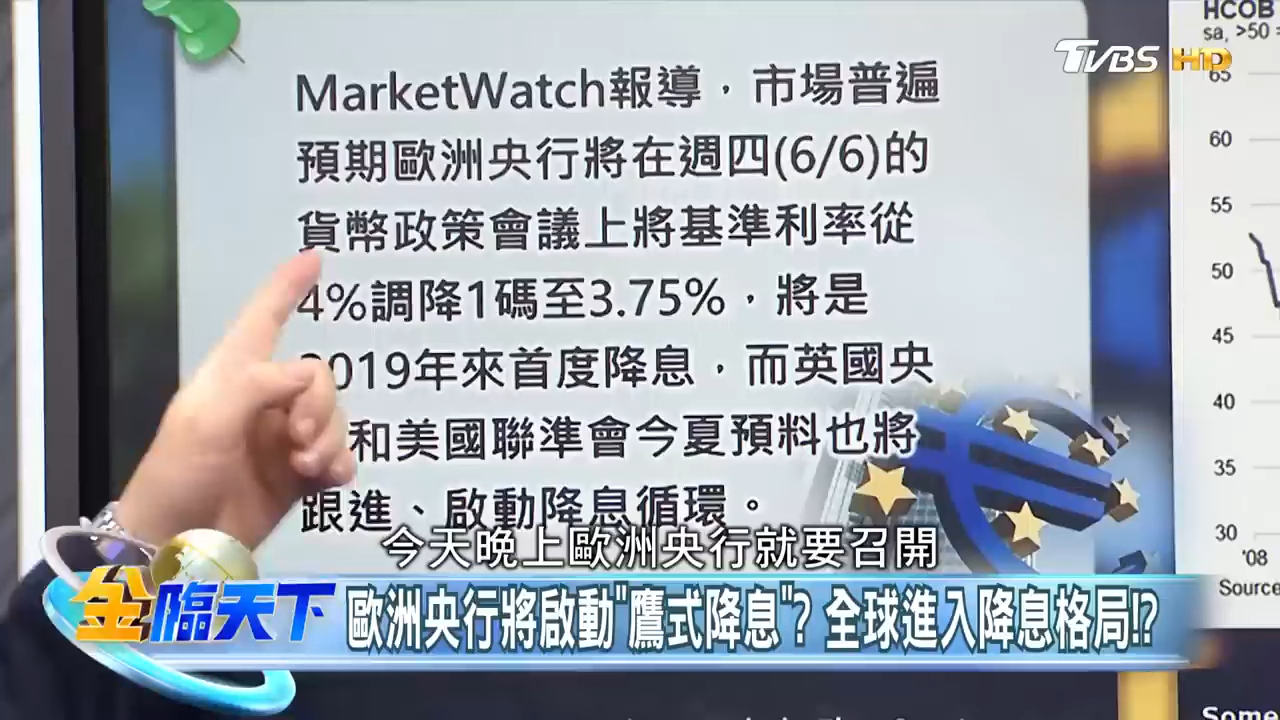 MarketWatch報導，市場普遍
預期歐洲央行將在週四(6/6)的
貨幣政策會議上將基準利率從
4%調降1碼至3.75%，將是
2019年來首度降息，而英國央
和美國聯準會今夏預料也將
跟進、啟動降息循環。
今天晚上歐洲央行就要召開
金臨天下
歐洲央行將啟動"鷹式降息"? 全球進入降息格局!?
TVBS HD
HCOB
sa, >50 =
65
60
55
50
45
40
35
30
'08
Source
Some